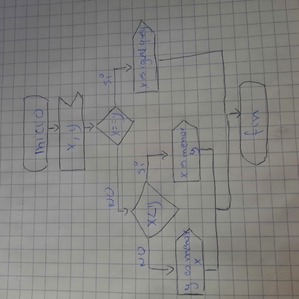 inicio
x, y
x==y
NO
Si
x<y
x es igual que y
NO
Si
y es menor
x
x es menor
y
fin